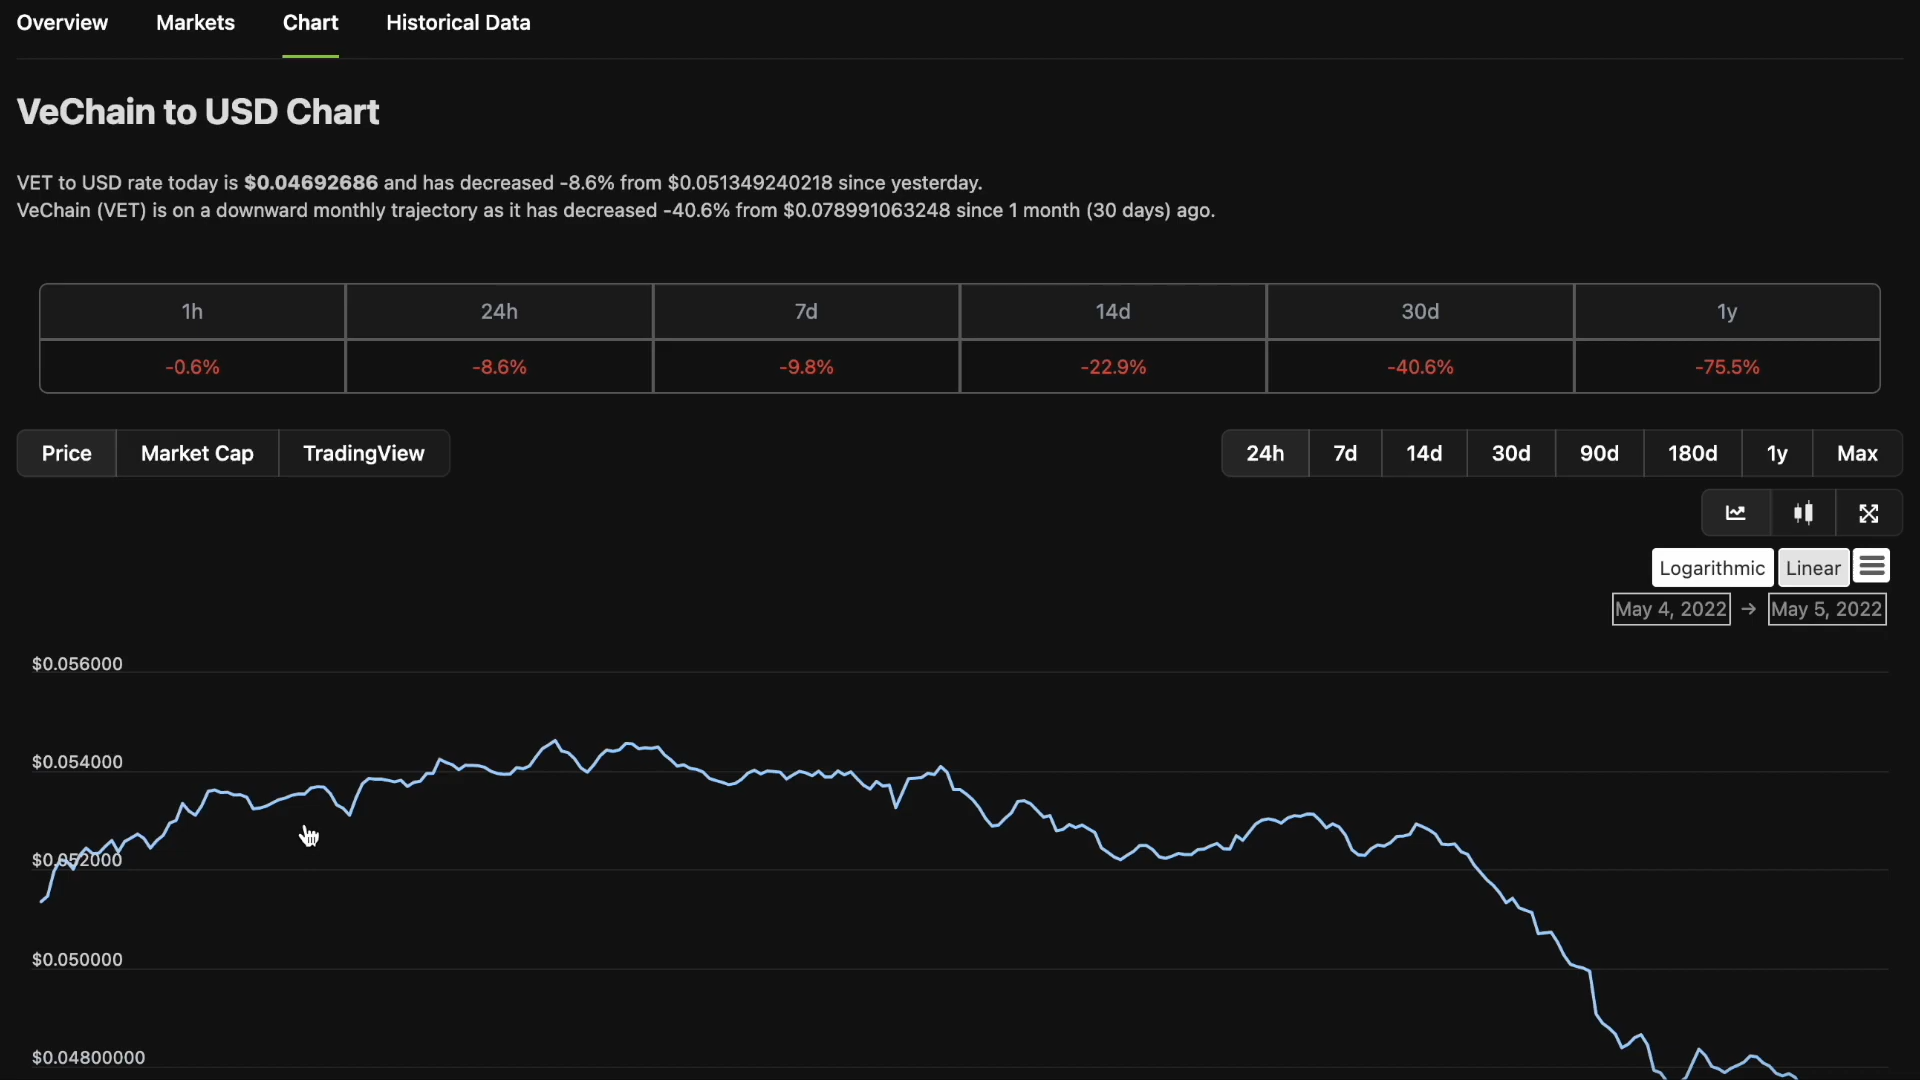 Overview Markets Chart Historical Data
VeChain to USD Chart
VET to USD rate today is $0.04692686 and has decreased -8.6% from $0.051349240218 since yesterday.
VeChain (VET) is on a downward monthly trajectory as it has decreased -40.6% from $0.078991063248 since 1 month (30 days) ago.
1h 24h 7d 14d 30d 1y
-0.6% -8.6% -9.8% -22.9% -40.6% -75.5%
Price Market Cap TradingView 24h 7d 14d 30d 90d 180d 1y Max
Logarithmic Linear
May 4, 2022 → May 5, 2022
$0.056000
$0.054000
$0.052000
$0.050000
$0.04800000